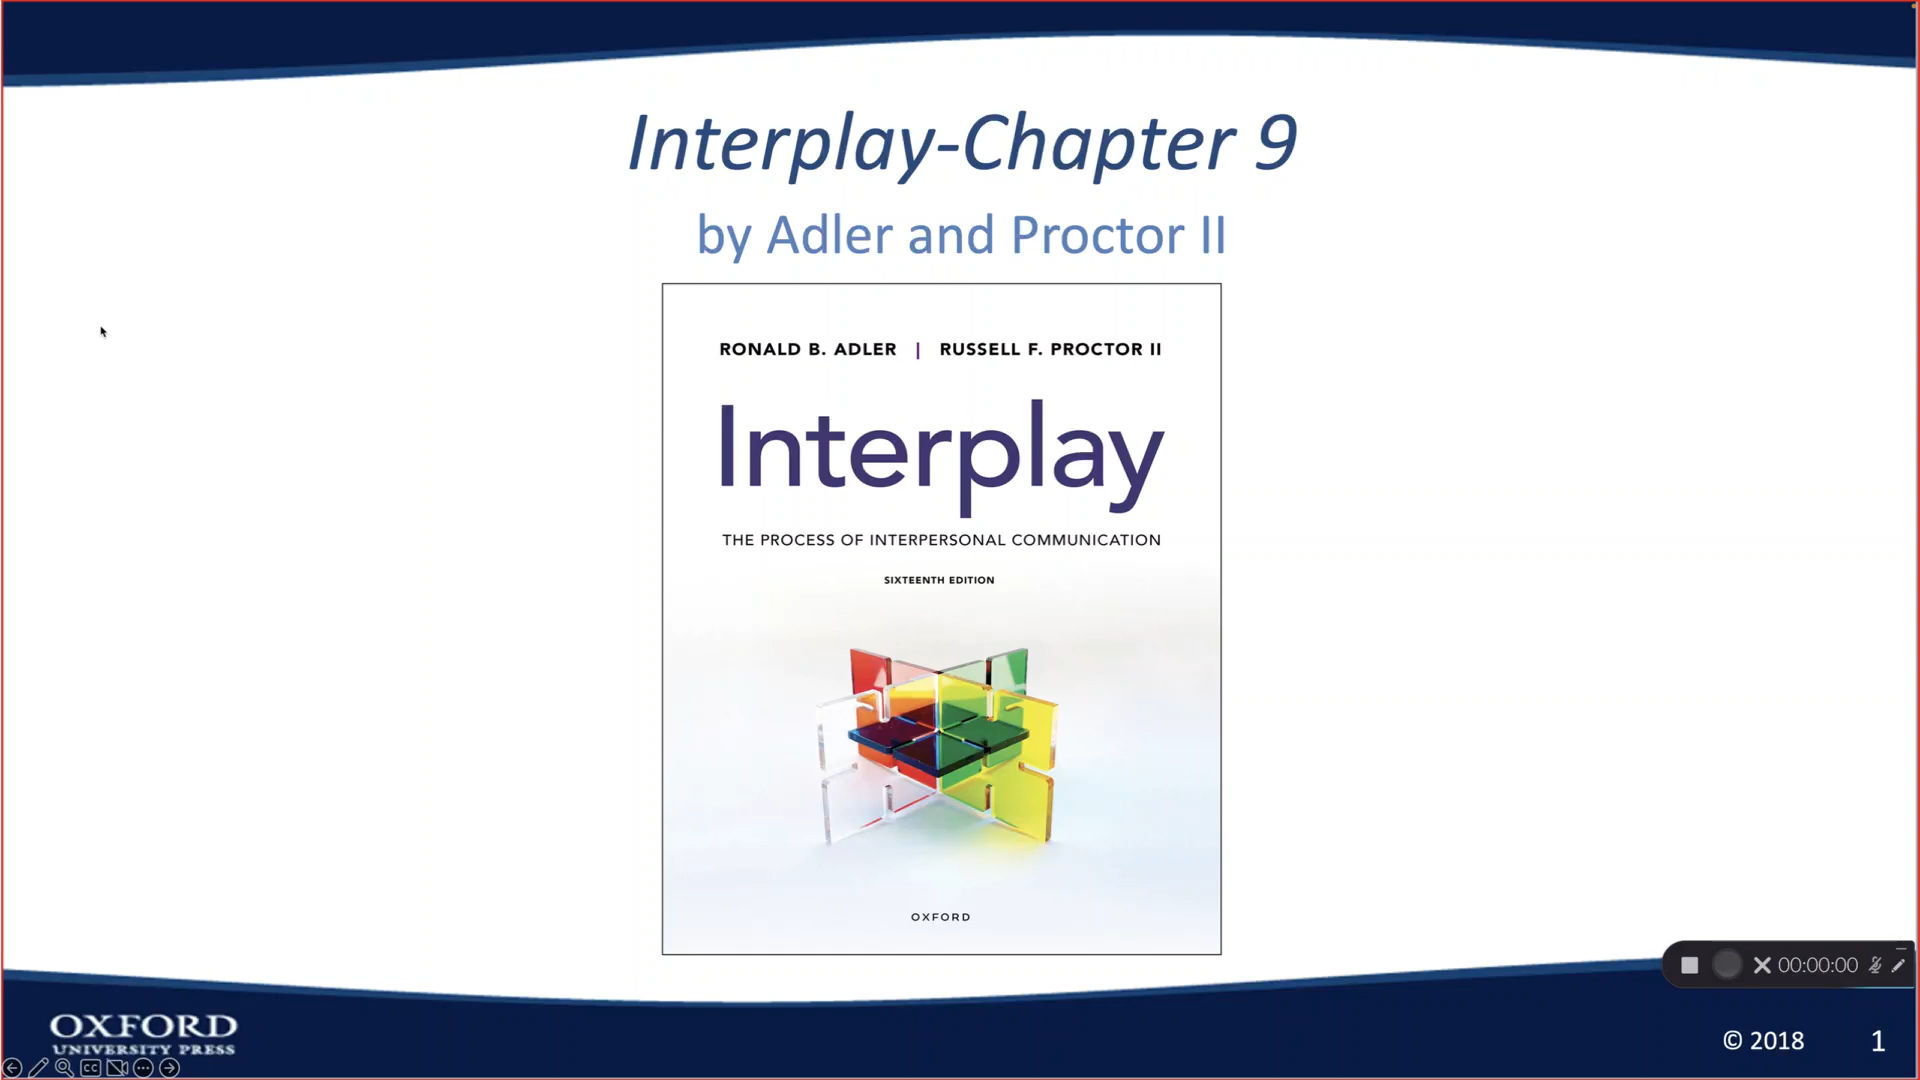 Interplay-Chapter 9
by Adler and Proctor II
RONALD B. ADLER | RUSSELL F. PROCTOR II
Interplay
THE PROCESS OF INTERPERSONAL COMMUNICATION
SIXTEENTH EDITION
OXFORD
00:00:00
OXFORD
UNIVERSITY PRESS
© 2018 1
CC